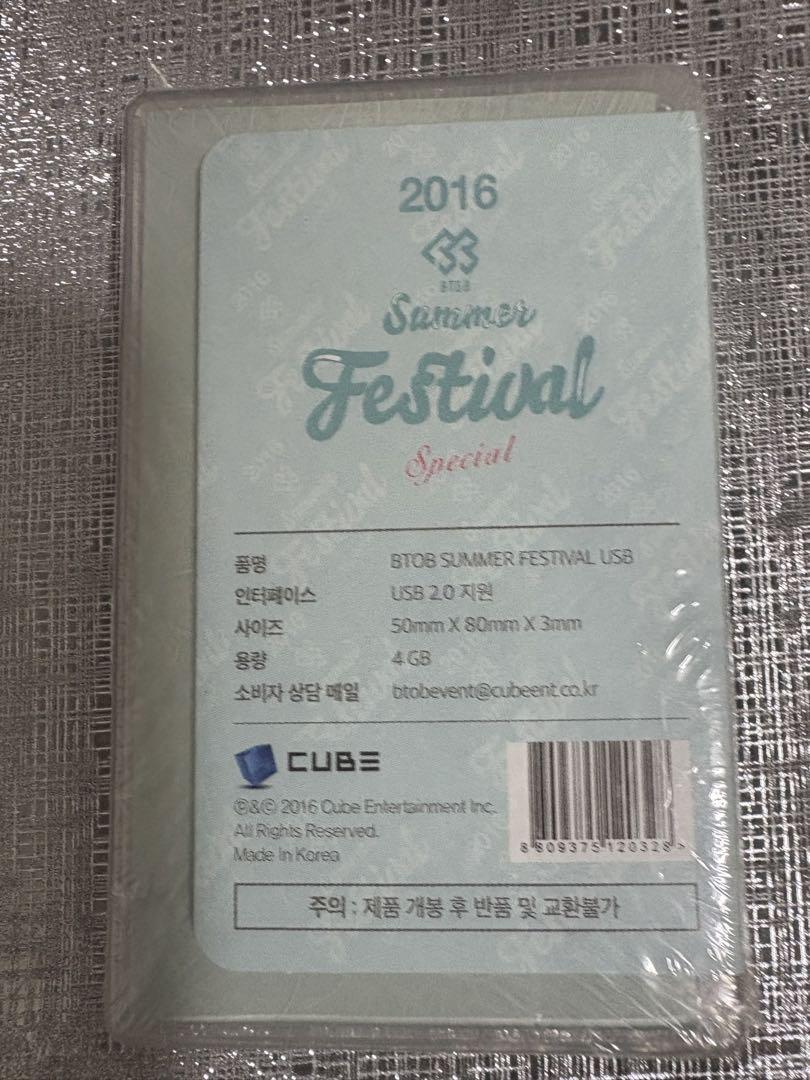 2016
BTOB
Summer
Festival
Special
품명 BTOB SUMMER FESTIVAL USB
인터페이스 USB 2.0 지원
사이즈 50mm X 80mm X 3mm
용량 4 GB
소비자 상담 메일 btobevent@cubeent.co.kr
CUBE
Ⓟ&ⓒ 2016 Cube Entertainment Inc.
All Rights Reserved.
Made In Korea
8 809375 120328 >
주의 : 제품 개봉 후 반품 및 교환불가